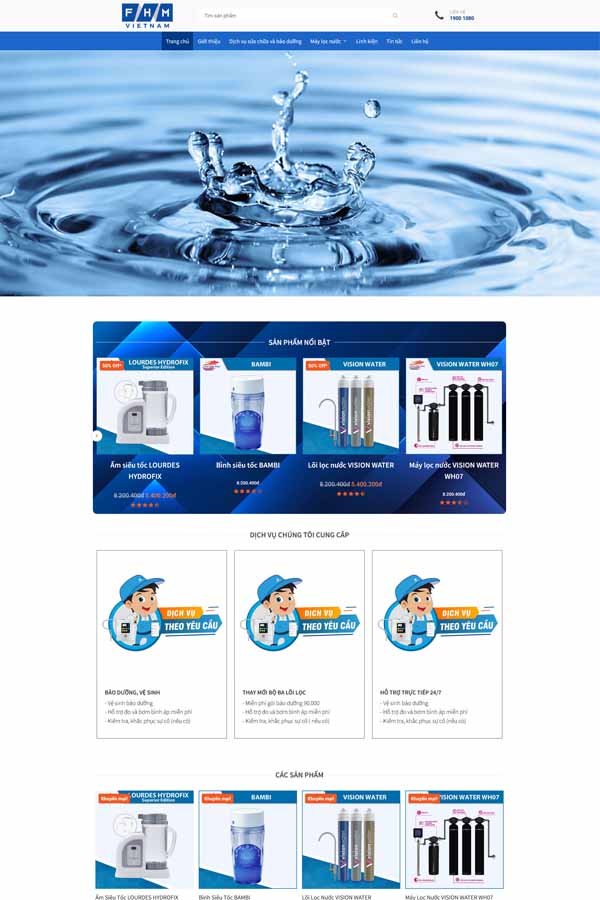 F/H/M
VIETNAM
Tìm sản phẩm
LIÊN HỆ
1900 1080
Trang chủ
Giới thiệu
Dịch vụ sửa chữa và bảo dưỡng
Máy lọc nước
Linh kiện
Tin tức
Liên hệ
SẢN PHẨM NỔI BẬT
50% OFF
LOURDES HYDROFIX
Superior Edition
BAMBI
50% OFF
VISION WATER
VISION WATER WH07
Ấm siêu tốc LOURDES
HYDROFIX
8.200.400đ 5.400.200đ
Bình siêu tốc BAMBI
8.200.400đ
Lõi lọc nước VISION WATER
8.200.400đ 5.400.200đ
Máy lọc nước VISION WATER
WH07
8.200.400đ
DỊCH VỤ CHÚNG TÔI CUNG CẤP
DỊCH VỤ
THEO YÊU CẦU
BẢO DƯỠNG, VỆ SINH
- Vệ sinh bảo dưỡng
- Hỗ trợ đo và bơm bình áp miễn phí
- Kiểm tra, khắc phục sự cố (nếu có)
DỊCH VỤ
THEO YÊU CẦU
THAY MỚI BỘ BA LÕI LỌC
- Miễn phí gói bảo dưỡng 90.000
- Hỗ trợ đo và bơm bình áp miễn phí
- Kiểm tra, khắc phục sự cố ( nếu có)
DỊCH VỤ
THEO YÊU CẦU
HỖ TRỢ TRỰC TIẾP 24/7
- Vệ sinh bảo dưỡng
- Hỗ trợ đo và bơm bình áp miễn phí
- Kiểm tra, khắc phục sự cố (nếu có)
CÁC SẢN PHẨM
Khuyến mại!
LOURDES HYDROFIX
Superior Edition
Khuyến mại!
BAMBI
Khuyến mại!
VISION WATER
Khuyến mại!
VISION WATER WH07
Ấm Siêu Tốc LOURDES HYDROFIX
Bình Siêu Tốc BAMBI
Lõi Lọc Nước VISION WATER
Máy Lọc Nước VISION WATER WH07